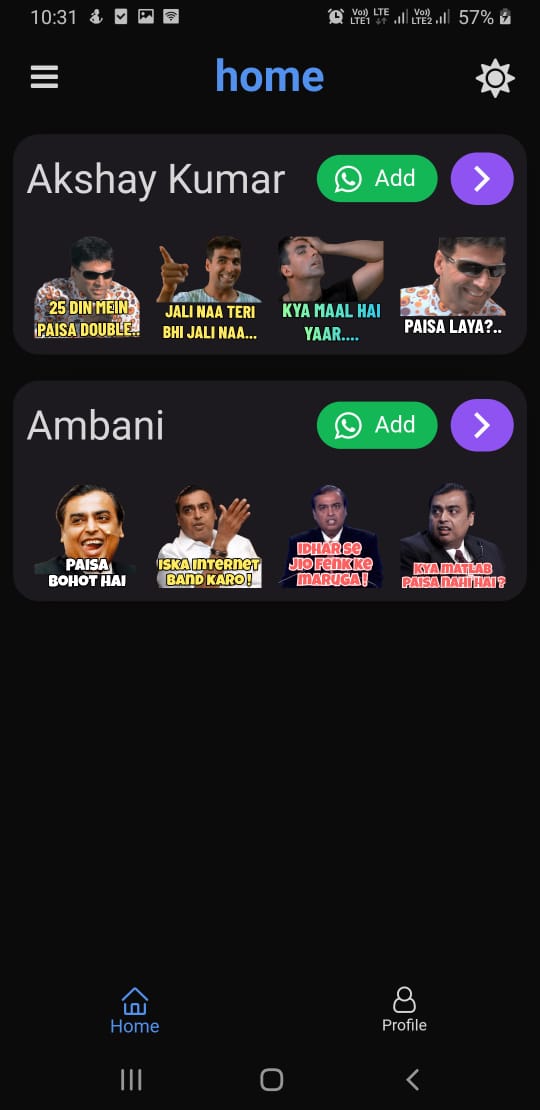 10:31
Vo) LTE Vo)
LTE1 LTE2 57%
home
Akshay Kumar
Add
25 DIN MEIN
PAISA DOUBLE..
JALI NAA TERI
BHI JALI NAA...
KYA MAAL HAI
YAAR....
PAISA LAYA?..
Ambani
Add
PAISA
BOHOT HAI
ISKA INTERNET
BAND KARO !
IDHAR SE
JIO FENK KE
MARUGA !
KYA MATLAB
PAISA NAHI HAI ?
Home
Profile